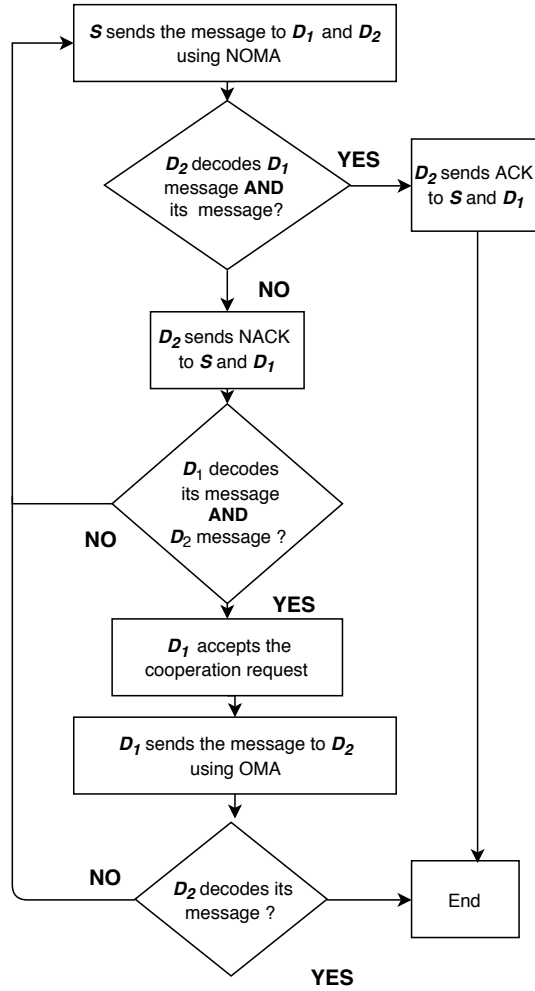 S sends the message to D1 and D2
using NOMA
D2 decodes D1
message AND
its message?
YES
D2 sends ACK
to S and D1
NO
D2 sends NACK
to S and D1
D1 decodes
its message
AND
D2 message ?
NO
YES
D1 accepts the
cooperation request
D1 sends the message to D2
using OMA
NO
D2 decodes its
message ?
End
YES